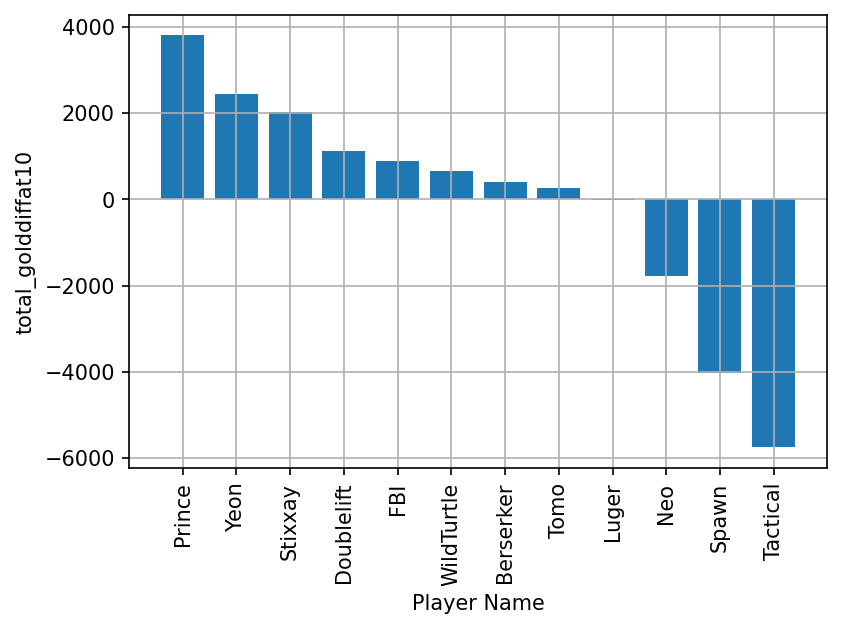 4000
2000
0
−2000
−4000
−6000
total_golddiffat10
Prince
Yeon
Stixxay
Doublelift
FBI
WildTurtle
Berserker
Tomo
Luger
Neo
Spawn
Tactical
Player Name